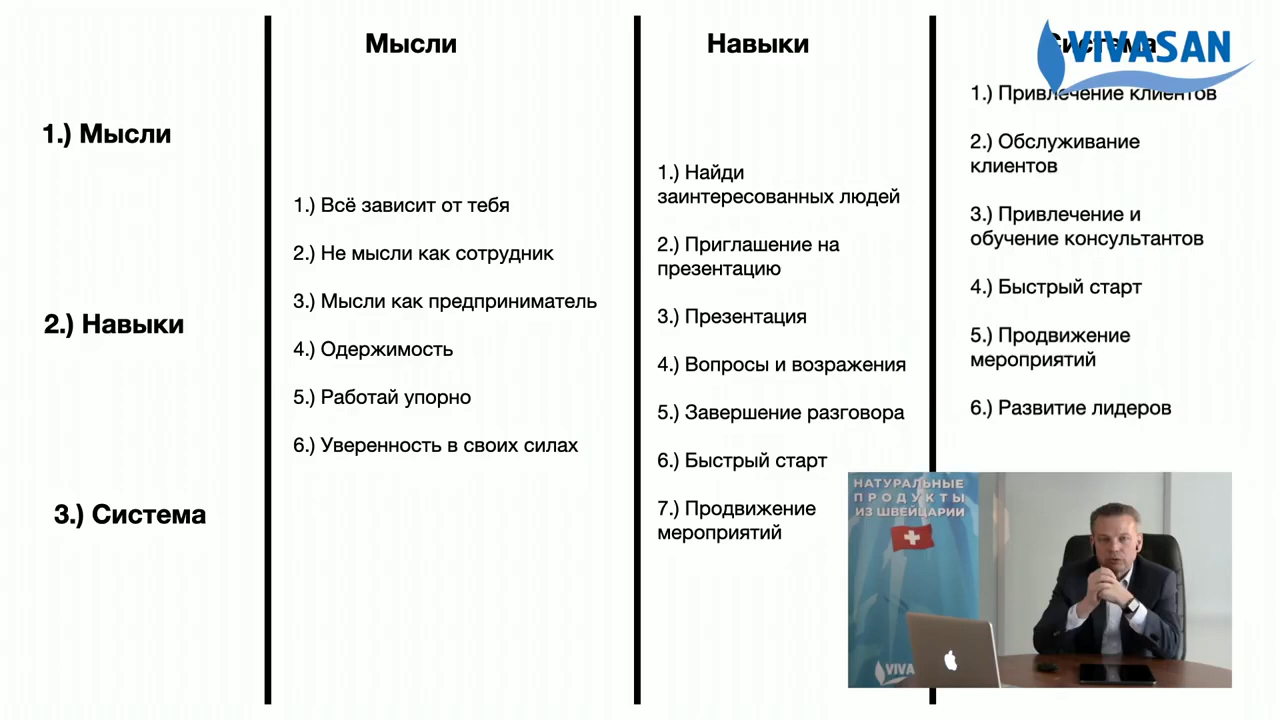 Мысли
Навыки
Система
VIVASAN
1.) Мысли
2.) Навыки
3.) Система
1.) Всё зависит от тебя
2.) Не мысли как сотрудник
3.) Мысли как предприниматель
4.) Одержимость
5.) Работай упорно
6.) Уверенность в своих силах
1.) Найди
заинтересованных людей
2.) Приглашение на
презентацию
3.) Презентация
4.) Вопросы и возражения
5.) Завершение разговора
6.) Быстрый старт
7.) Продвижение
мероприятий
1.) Привлечение клиентов
2.) Обслуживание
клиентов
3.) Привлечение и
обучение консультантов
4.) Быстрый старт
5.) Продвижение
мероприятий
6.) Развитие лидеров
НАТУРАЛЬНЫЕ
ПРОДУКТЫ
ИЗ ШВЕЙЦАРИИ
VIVA